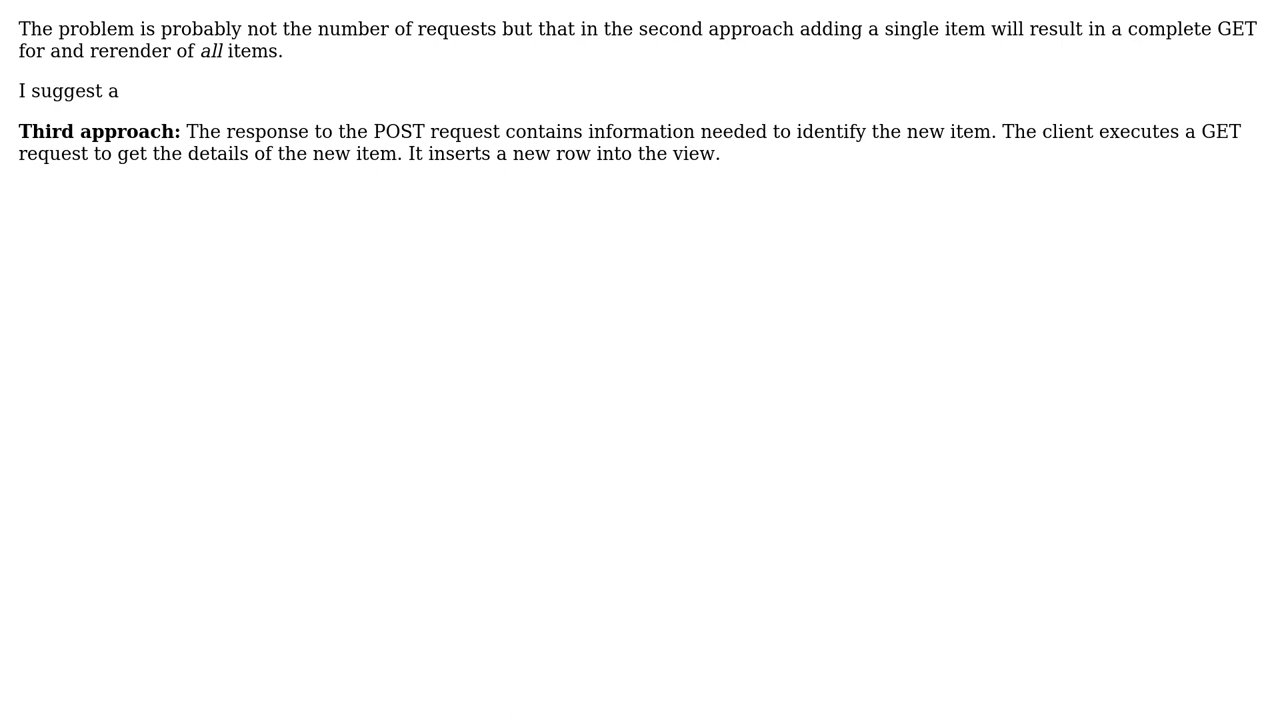 The problem is probably not the number of requests but that in the second approach adding a single item will result in a complete GET
for and rerender of all items.
I suggest a
Third approach: The response to the POST request contains information needed to identify the new item. The client executes a GET
request to get the details of the new item. It inserts a new row into the view.